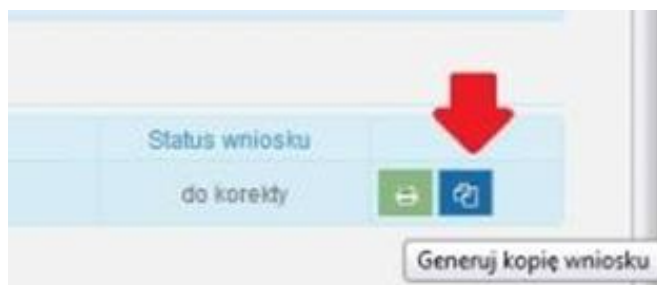 Status wniosku
do korekty
Generuj kopię wniosku